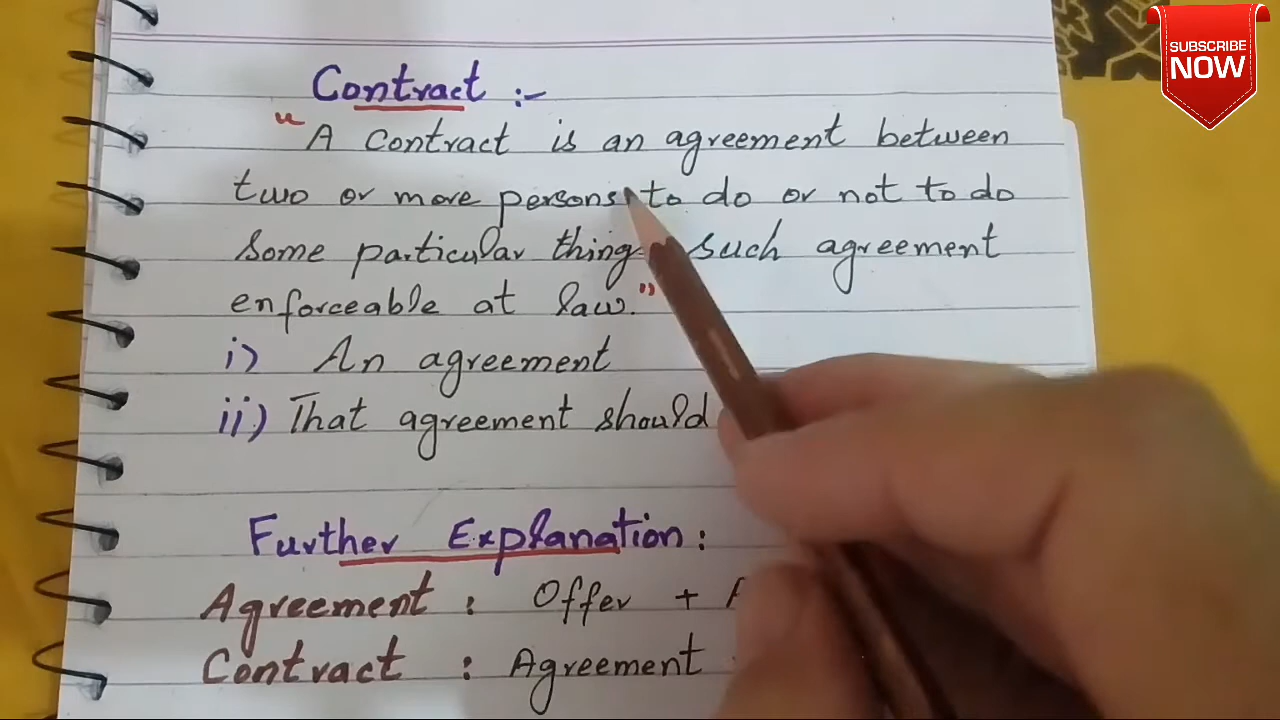 SUBSCRIBE
NOW
Contract :-
"A Contract is an agreement between
two or more persons to do or not to do
some particular thing such agreement
enforceable at law."
i) An agreement
ii) That agreement should
Further Explanation:
Agreement : Offer +
Contract : Agreement